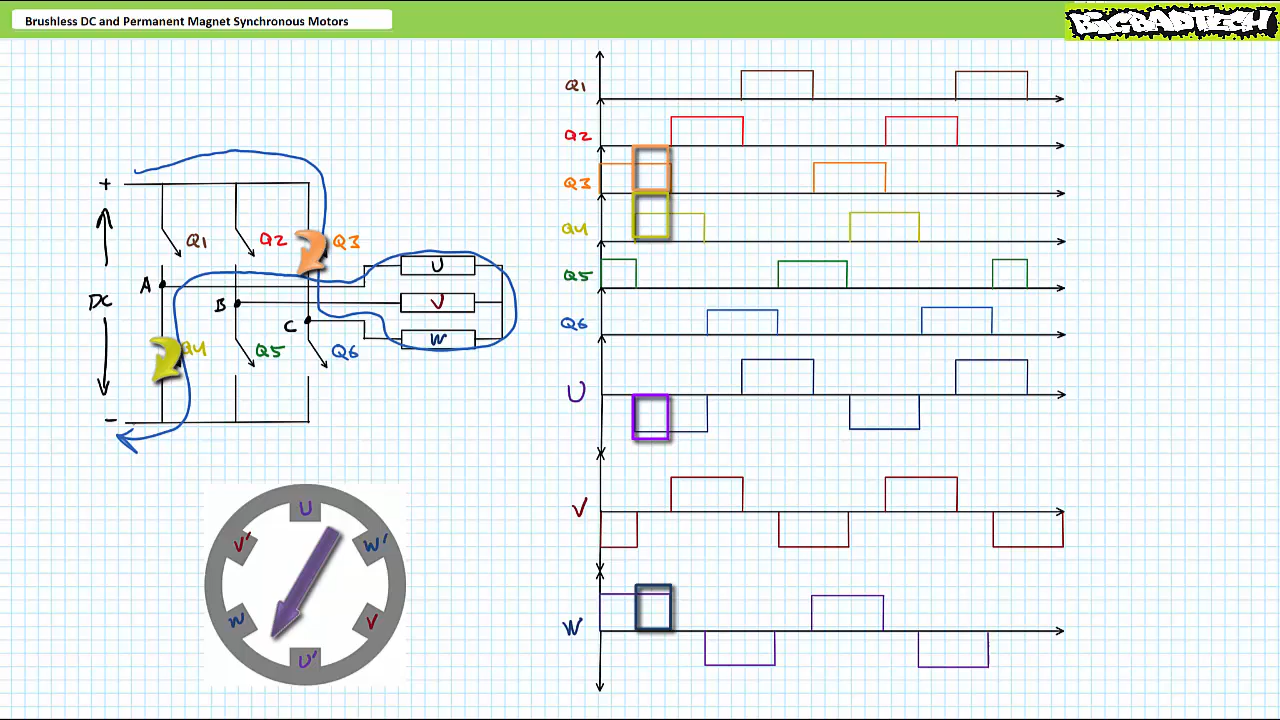 Brushless DC and Permanent Magnet Synchronous Motors
BIGBADTECH
+
Q1
Q2
Q3
A
U
DC
B
V
C
W
Q4
Q5
Q6
-
U
V'
W'
W
V
U'
Q1
Q2
Q3
Q4
Q5
Q6
U
V
W